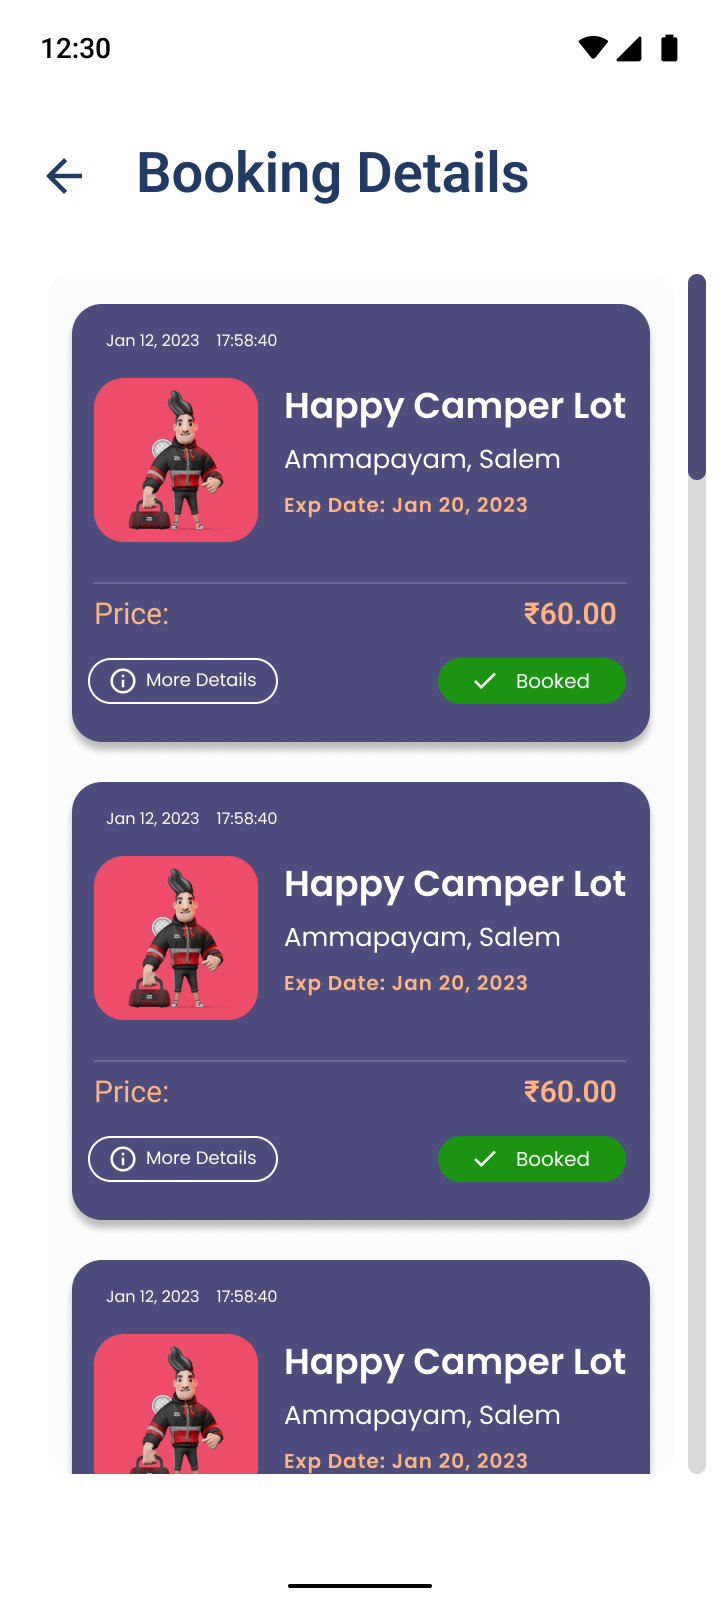 12:30
Booking Details
Jan 12, 2023 17:58:40
Happy Camper Lot
Ammapayam, Salem
Exp Date: Jan 20, 2023
Price: ₹60.00
More Details Booked
Jan 12, 2023 17:58:40
Happy Camper Lot
Ammapayam, Salem
Exp Date: Jan 20, 2023
Price: ₹60.00
More Details Booked
Jan 12, 2023 17:58:40
Happy Camper Lot
Ammapayam, Salem
Exp Date: Jan 20, 2023